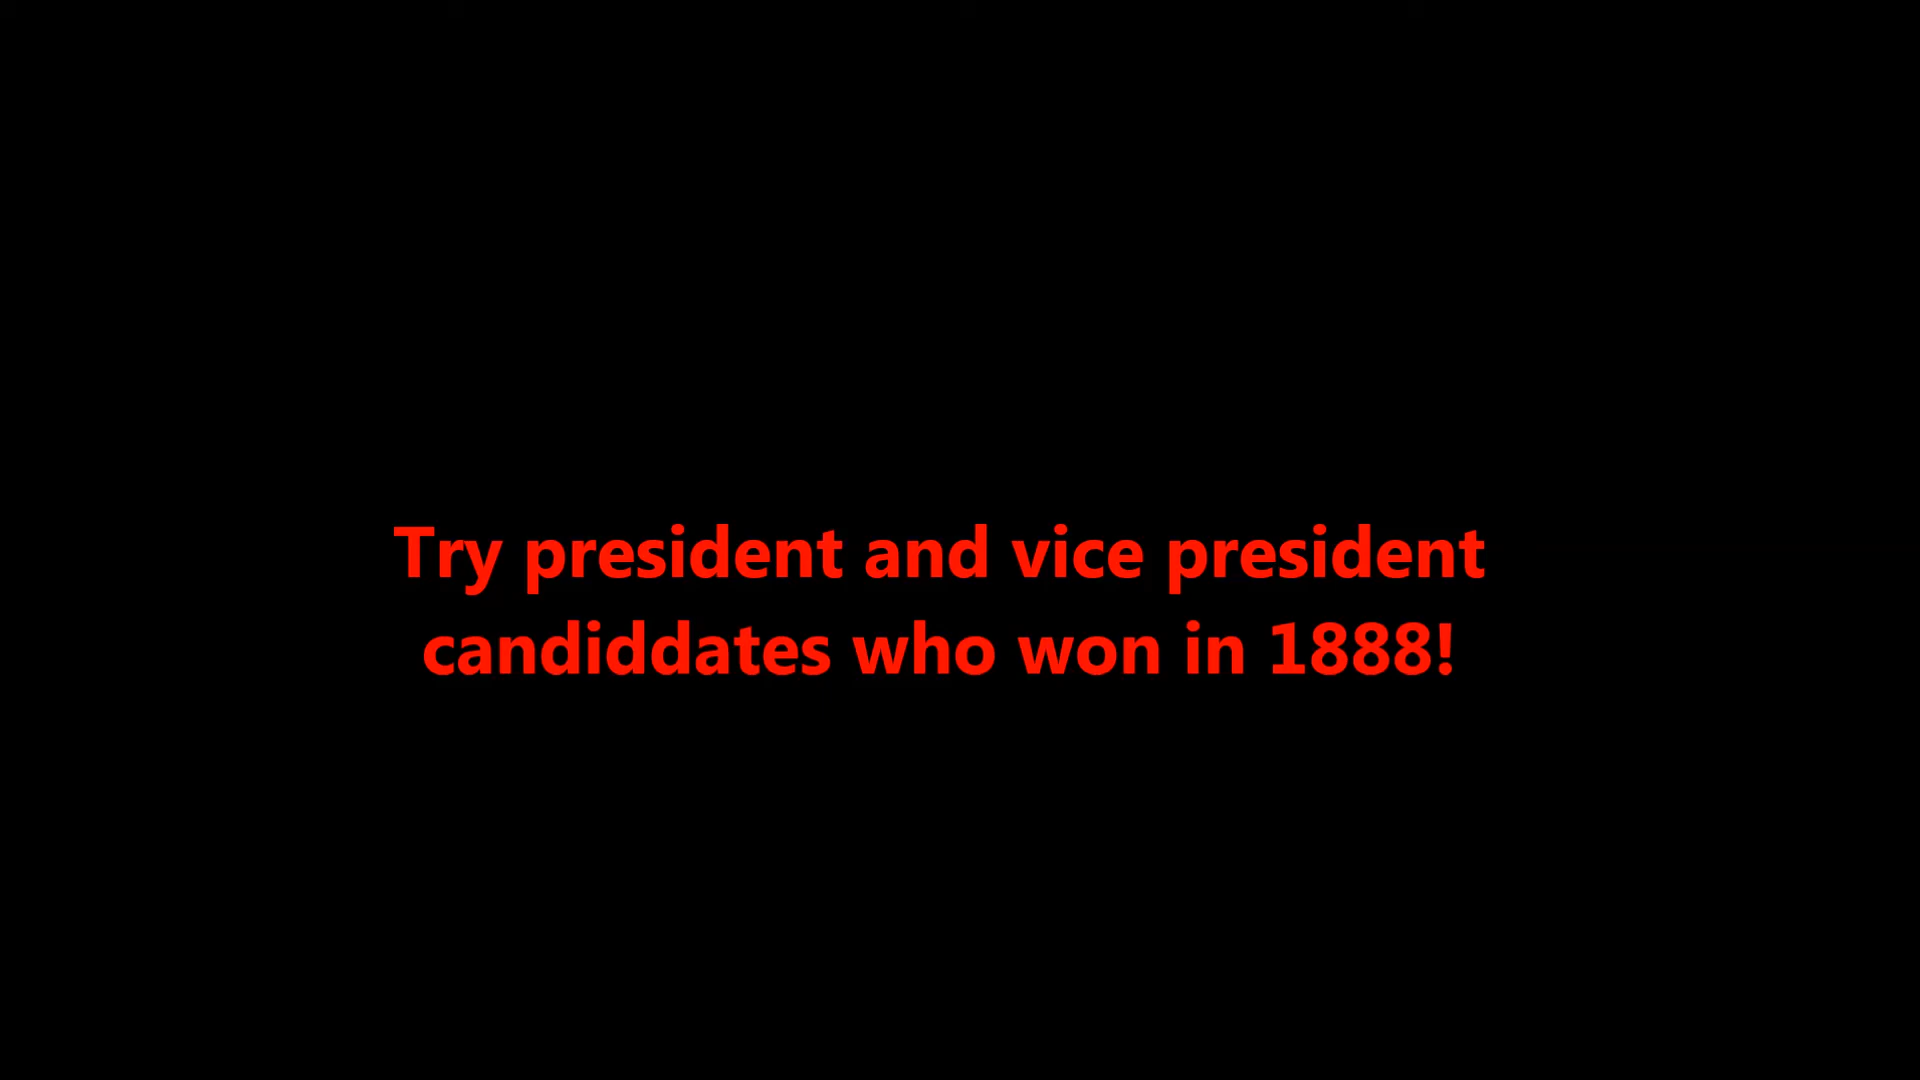 Try president and vice president
candiddates who won in 1888!